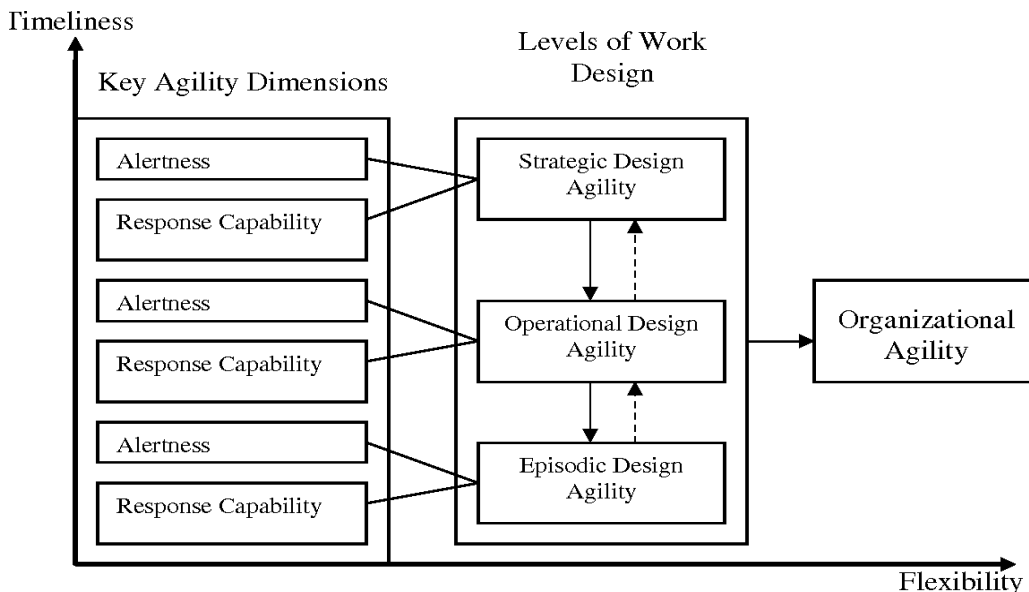 Timeliness
Levels of Work
Design
Key Agility Dimensions
Alertness
Response Capability
Alertness
Response Capability
Alertness
Response Capability
Strategic Design
Agility
Operational Design
Agility
Episodic Design
Agility
Organizational
Agility
Flexibility